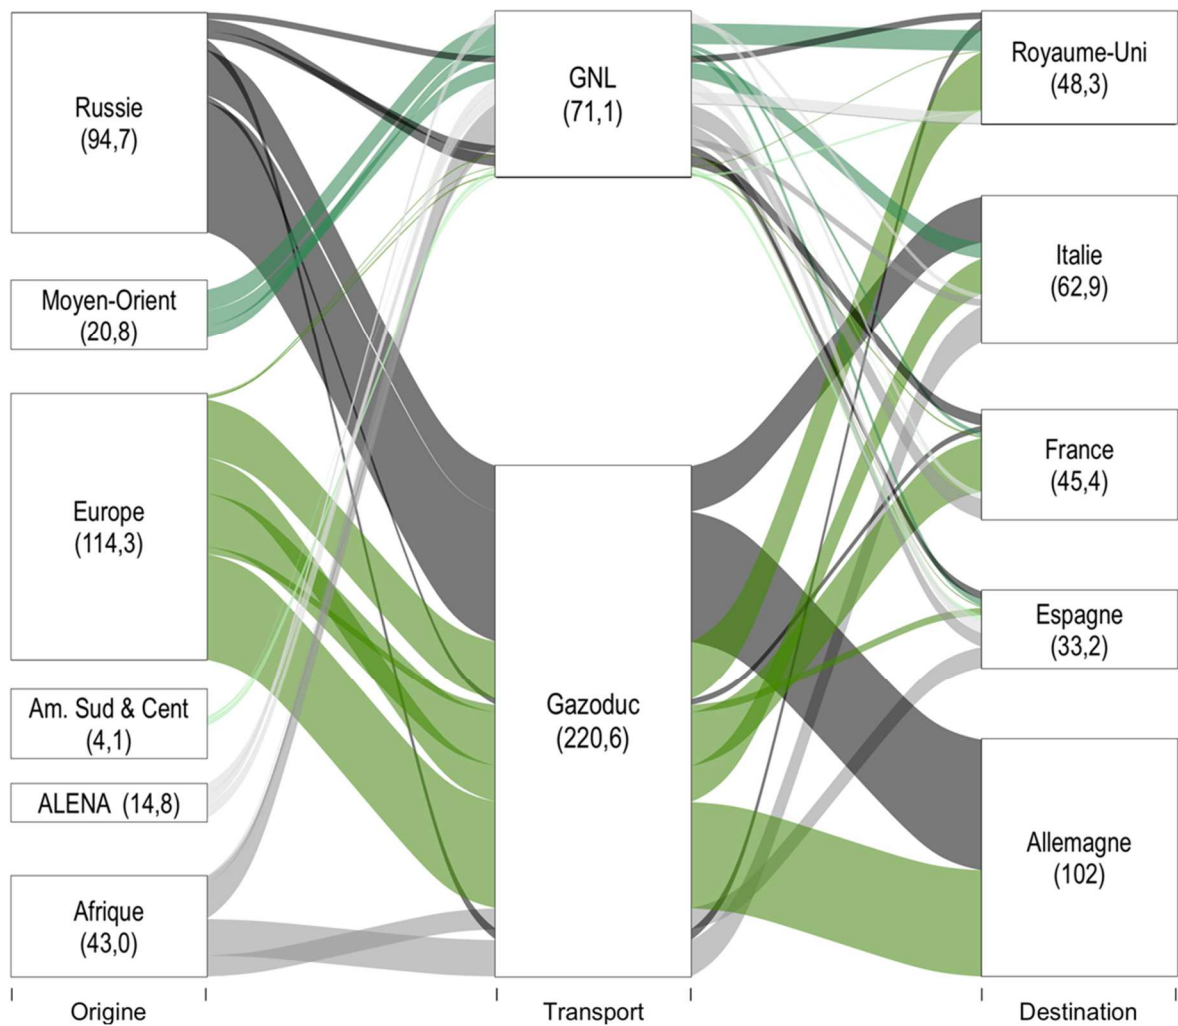 Russie
(94,7)
Moyen-Orient
(20,8)
Europe
(114,3)
Am. Sud & Cent
(4,1)
ALENA (14,8)
Afrique
(43,0)
GNL
(71,1)
Gazoduc
(220,6)
Royaume-Uni
(48,3)
Italie
(62,9)
France
(45,4)
Espagne
(33,2)
Allemagne
(102)
Origine
Transport
Destination